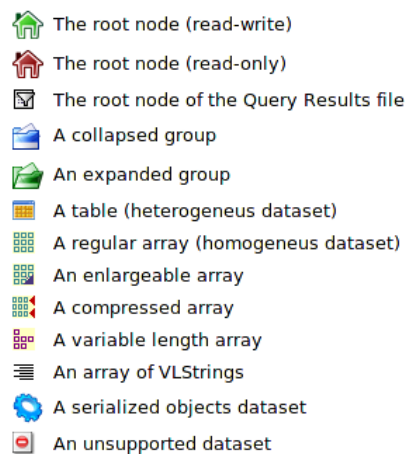 The root node (read-write)
The root node (read-only)
The root node of the Query Results file
A collapsed group
An expanded group
A table (heterogeneus dataset)
A regular array (homogeneus dataset)
An enlargeable array
A compressed array
A variable length array
An array of VLStrings
A serialized objects dataset
An unsupported dataset